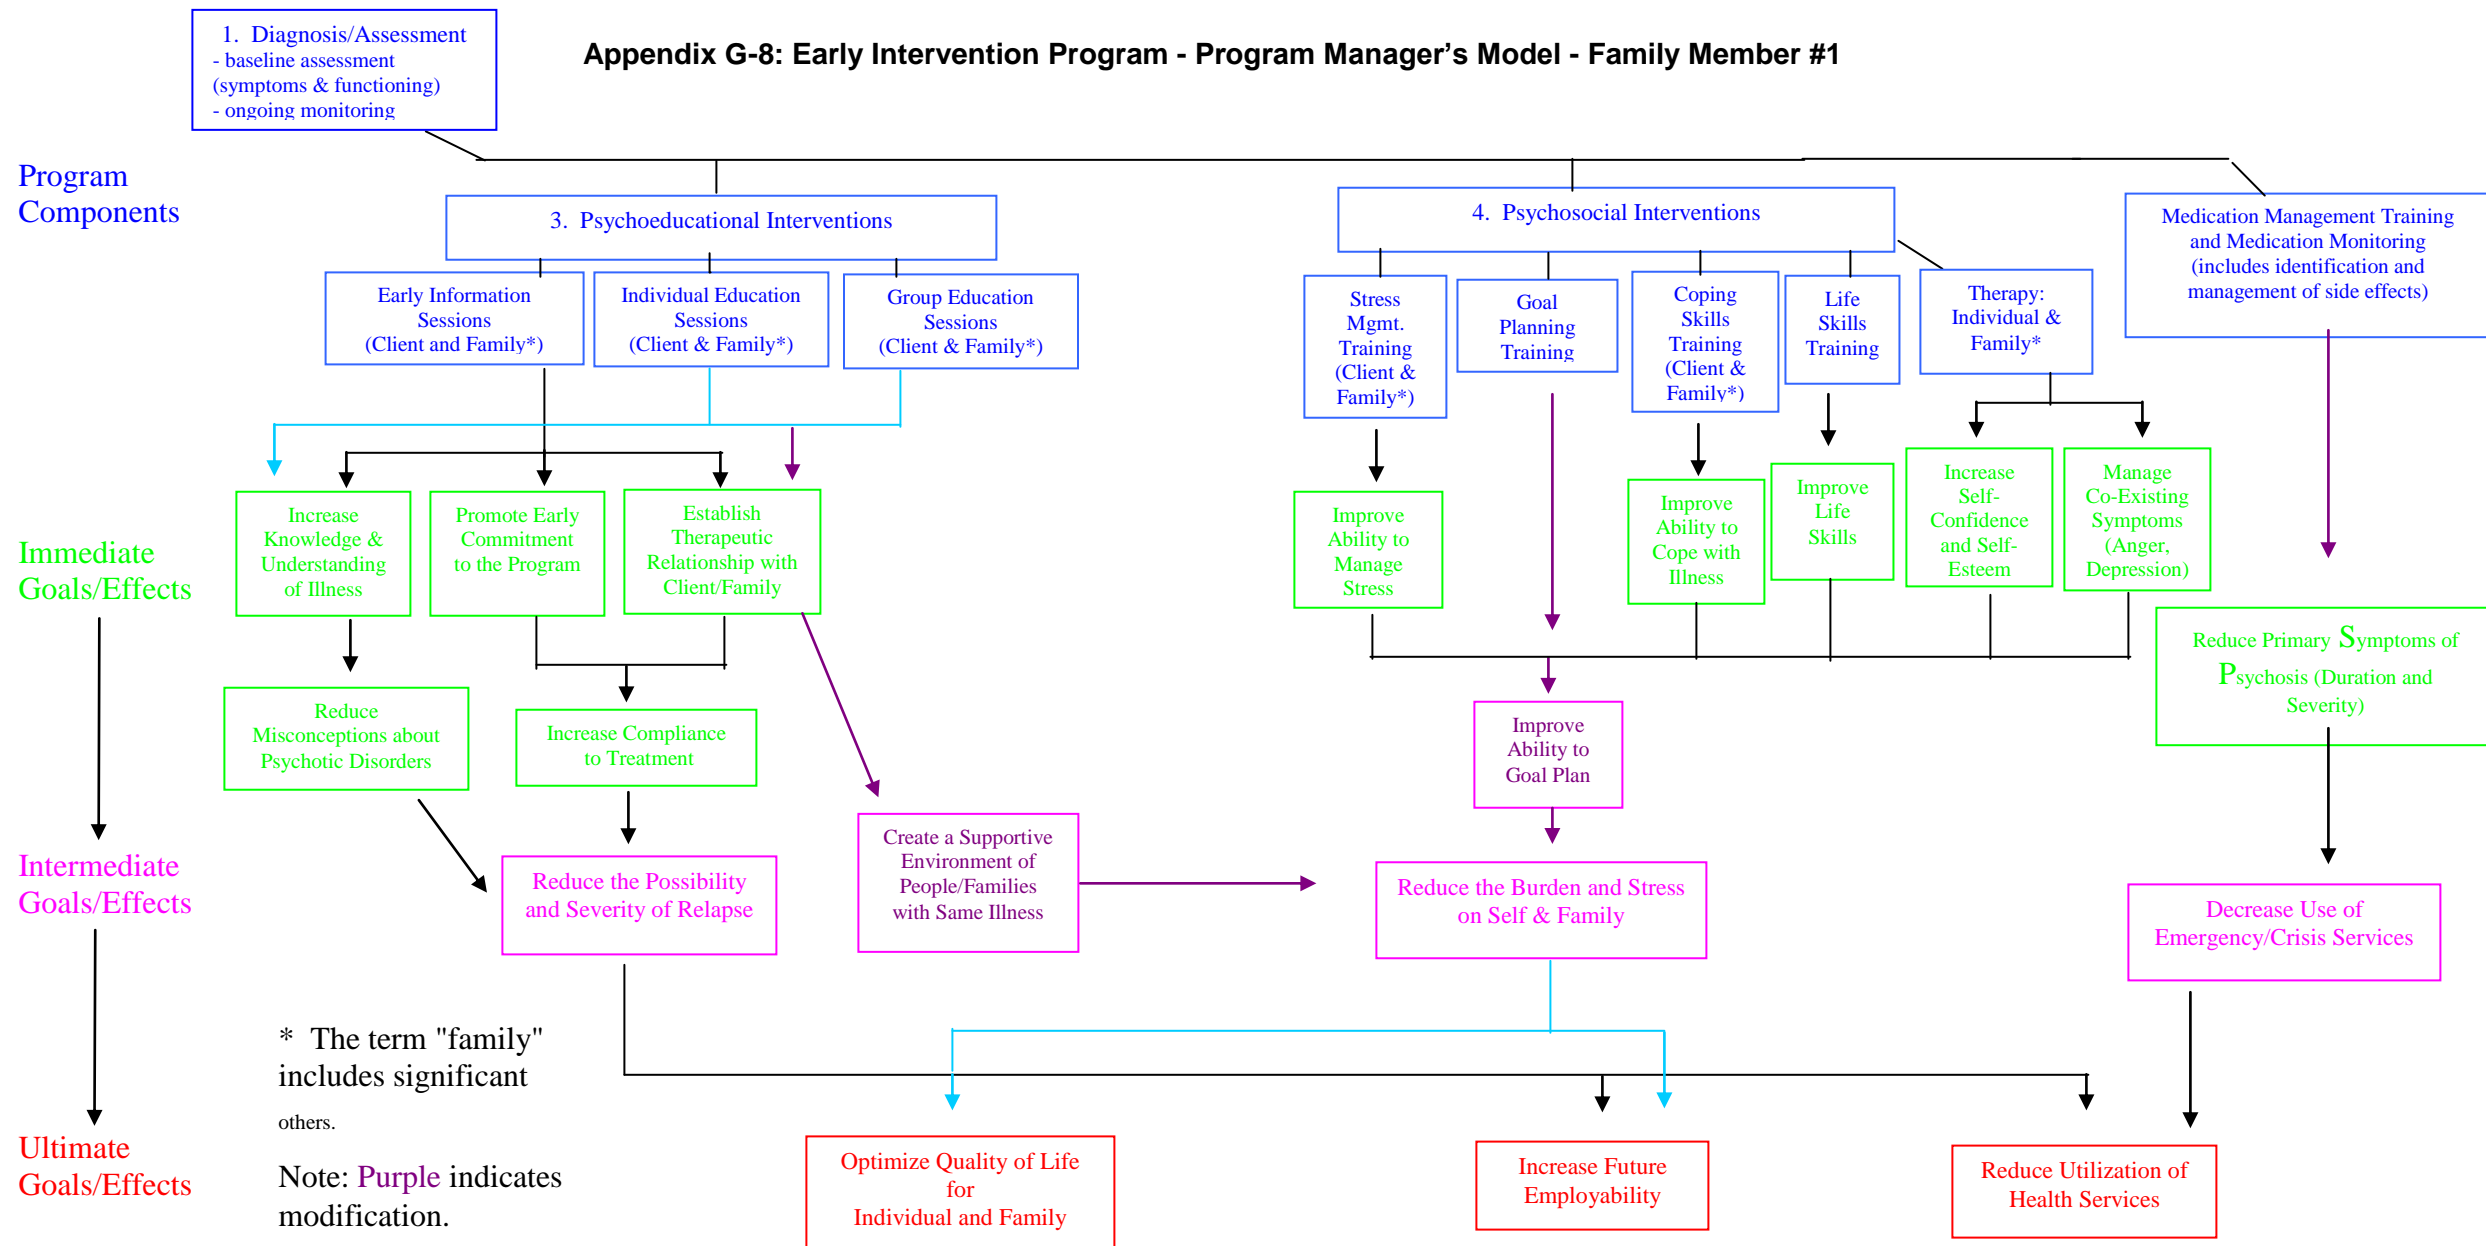 1. Diagnosis/Assessment
- baseline assessment
(symptoms & functioning)
- ongoing monitoring
Appendix G-8: Early Intervention Program - Program Manager's Model - Family Member #1
Program
Components
3. Psychoeducational Interventions
4. Psychosocial Interventions
Medication Management Training
and Medication Monitoring
(includes identification and
management of side effects)
Early Information
Sessions
(Client and Family*)
Individual Education
Sessions
(Client & Family*)
Group Education
Sessions
(Client & Family*)
Stress
Mgmt.
Training
(Client &
Family*)
Goal
Planning
Training
Coping
Skills
Training
(Client &
Family*)
Life
Skills
Training
Therapy:
Individual &
Family*
Immediate
Goals/Effects
Increase
Knowledge &
Understanding
of Illness
Promote Early
Commitment
to the Program
Establish
Therapeutic
Relationship with
Client/Family
Improve
Ability to
Manage
Stress
Improve
Ability to
Cope with
Illness
Improve
Life
Skills
Increase
Self-
Confidence
and Self-
Esteem
Manage
Co-Existing
Symptoms
(Anger,
Depression)
Reduce Primary Symptoms of
Psychosis (Duration and
Severity)
Reduce
Misconceptions about
Psychotic Disorders
Increase Compliance
to Treatment
Improve
Ability to
Goal Plan
Intermediate
Goals/Effects
Reduce the Possibility
and Severity of Relapse
Create a Supportive
Environment of
People/Families
with Same Illness
Reduce the Burden and Stress
on Self & Family
Decrease Use of
Emergency/Crisis Services
* The term "family"
includes significant
others.
Note: Purple indicates
modification.
Ultimate
Goals/Effects
Optimize Quality of Life
for
Individual and Family
Increase Future
Employability
Reduce Utilization of
Health Services